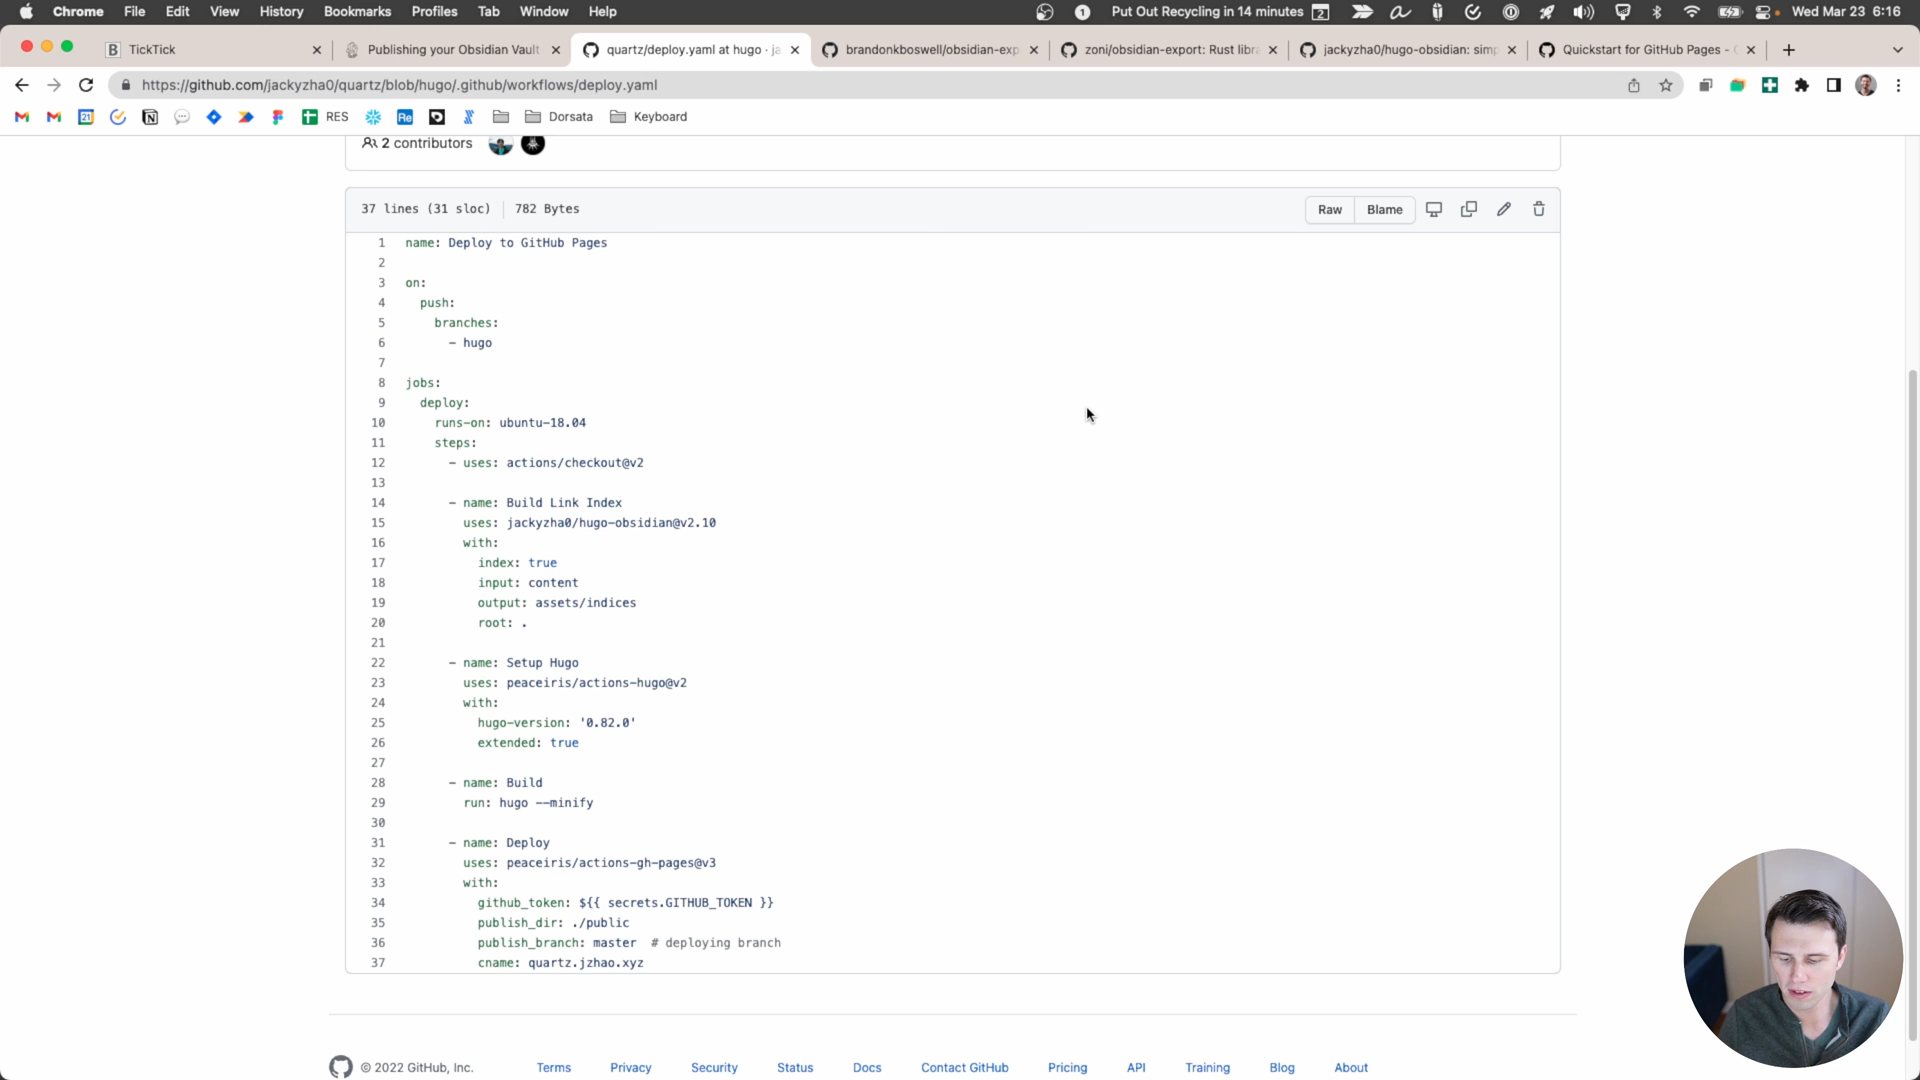 Chrome File Edit View History Bookmarks Profiles Tab Window Help 1 Put Out Recycling in 14 minutes 2 Wed Mar 23 6:16
B TickTick
Publishing your Obsidian Vault
quartz/deploy.yaml at hugo · ja
brandonkboswell/obsidian-exp
zoni/obsidian-export: Rust libr
jackyzha0/hugo-obsidian: simp
Quickstart for GitHub Pages -
https://github.com/jackyzha0/quartz/blob/hugo/.github/workflows/deploy.yaml
21 RES Re Dorsata Keyboard
2 contributors
37 lines (31 sloc) 782 Bytes Raw Blame
1 name: Deploy to GitHub Pages
2
3 on:
4 push:
5 branches:
6 - hugo
7
8 jobs:
9 deploy:
10 runs-on: ubuntu-18.04
11 steps:
12 - uses: actions/checkout@v2
13
14 - name: Build Link Index
15 uses: jackyzha0/hugo-obsidian@v2.10
16 with:
17 index: true
18 input: content
19 output: assets/indices
20 root: .
21
22 - name: Setup Hugo
23 uses: peaceiris/actions-hugo@v2
24 with:
25 hugo-version: '0.82.0'
26 extended: true
27
28 - name: Build
29 run: hugo --minify
30
31 - name: Deploy
32 uses: peaceiris/actions-gh-pages@v3
33 with:
34 github_token: ${{ secrets.GITHUB_TOKEN }}
35 publish_dir: ./public
36 publish_branch: master # deploying branch
37 cname: quartz.jzhao.xyz
© 2022 GitHub, Inc. Terms Privacy Security Status Docs Contact GitHub Pricing API Training Blog About